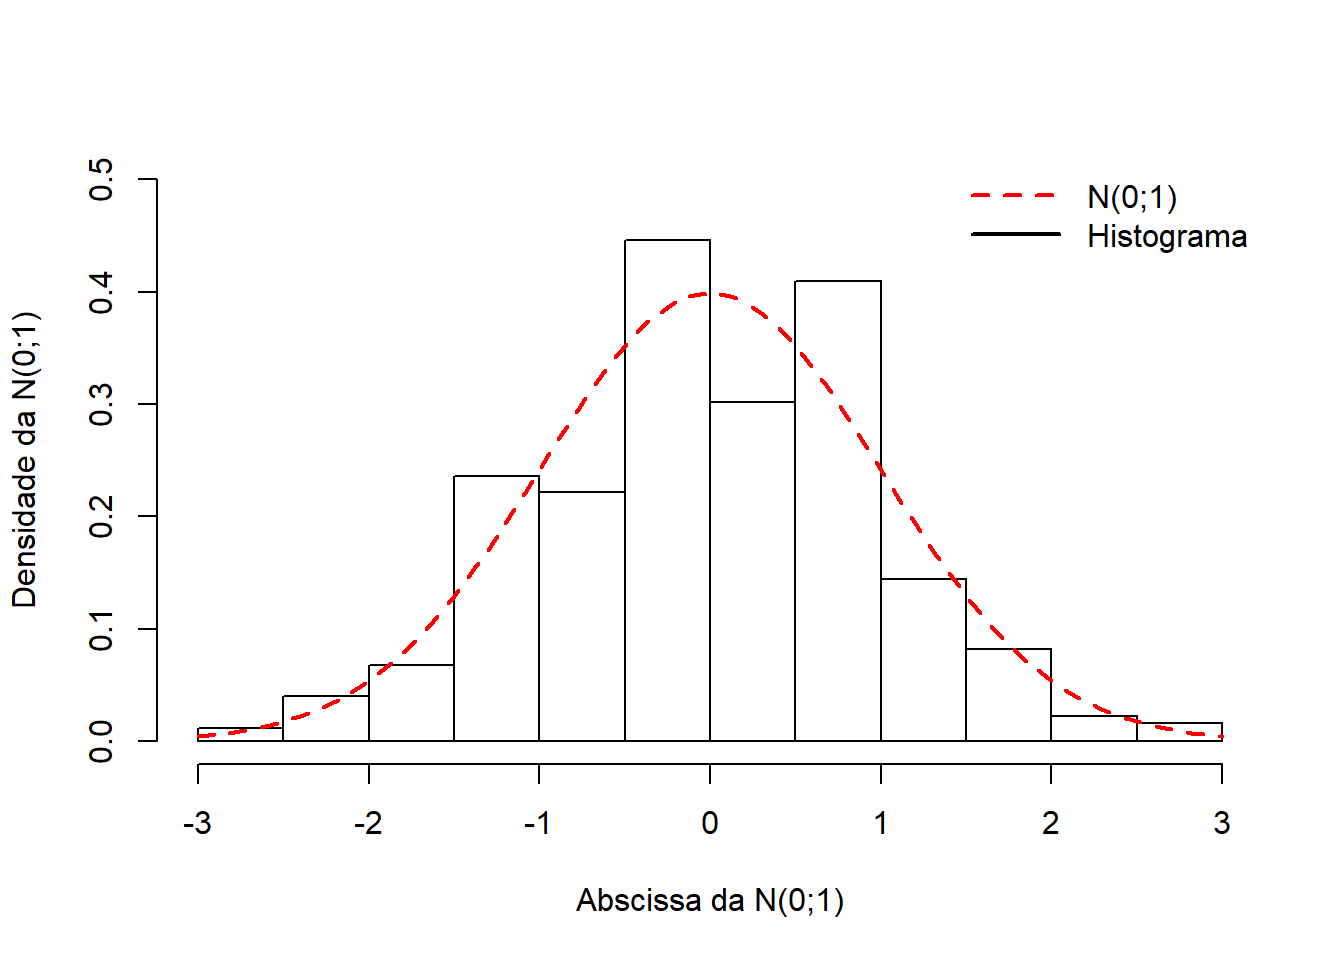 N(0;1)
Histograma
Densidade da N(0;1)
0.5
0.4
0.3
0.2
0.1
0.0
-3 -2 -1 0 1 2 3
Abscissa da N(0;1)